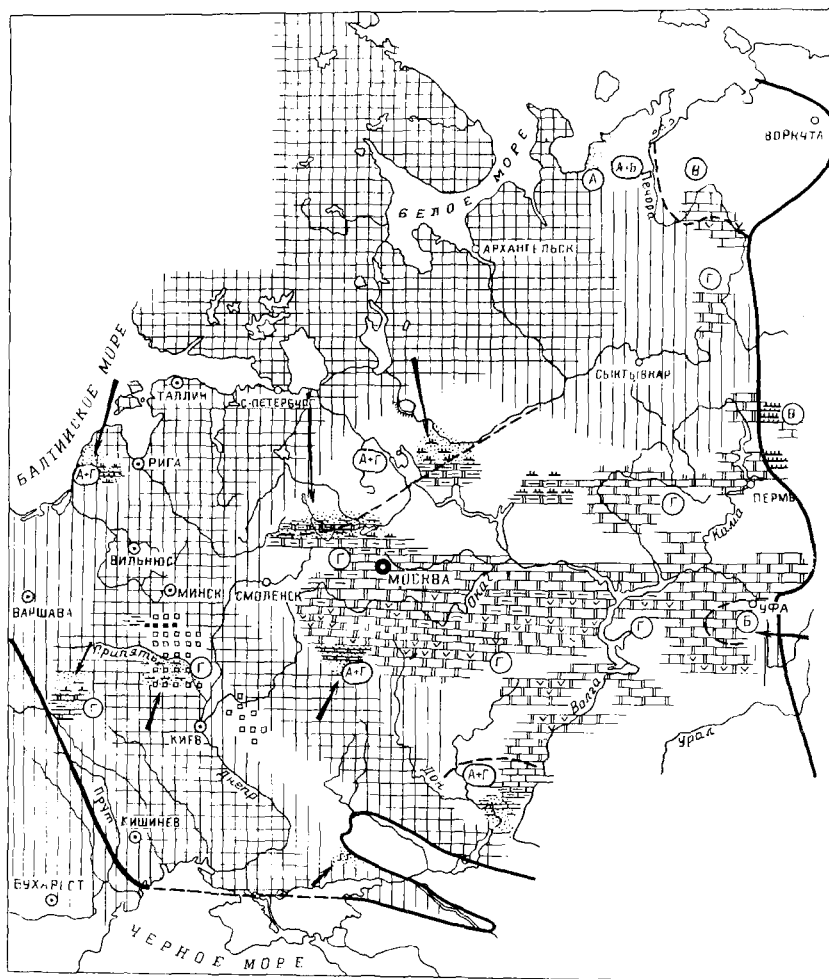 ВОРКУТА
А
А+Б
В
Печора
БЕЛОЕ МОРЕ
АРХАНГЕЛЬСК
Г
СЫКТЫВКАР
БАЛТИЙСКОЕ МОРЕ
ТАЛЛИН
С-ПЕТЕРБУРГ
В
А+Г
РИГА
А+Г
Г
ПЕРМЬ
Кама
ВИЛЬНЮС
Г
МОСКВА
Ока
МИНСК
СМОЛЕНСК
ВАРШАВА
УФА
Б
Припять
Г
А+Г
Г
Г
Г
Волга
КИЕВ
Урал
Днепр
Дон
А+Г
Прут
КИШИНЕВ
БУХАРЕСТ
ЧЕРНОЕ МОРЕ